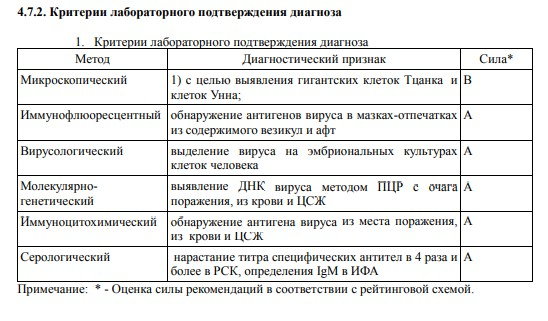 4.7.2. Критерии лабораторного подтверждения диагноза
1. Критерии лабораторного подтверждения диагноза
Метод Диагностический признак Сила*
Микроскопический 1) с целью выявления гигантских клеток Тцанка и B
клеток Унна;
Иммунофлюоресцентный обнаружение антигенов вируса в мазках-отпечатках A
из содержимого везикул и афт
Вирусологический выделение вируса на эмбриональных культурах A
клеток человека
Молекулярно- выявление ДНК вируса методом ПЦР с очага A
генетический поражения, из крови и ЦСЖ
Иммуноцитохимический обнаружение антигена вируса из места поражения, A
из крови и ЦСЖ
Серологический нарастание титра специфических антител в 4 раза и A
более в РСК, определения IgM в ИФА
Примечание: * - Оценка силы рекомендаций в соответствии с рейтинговой схемой.